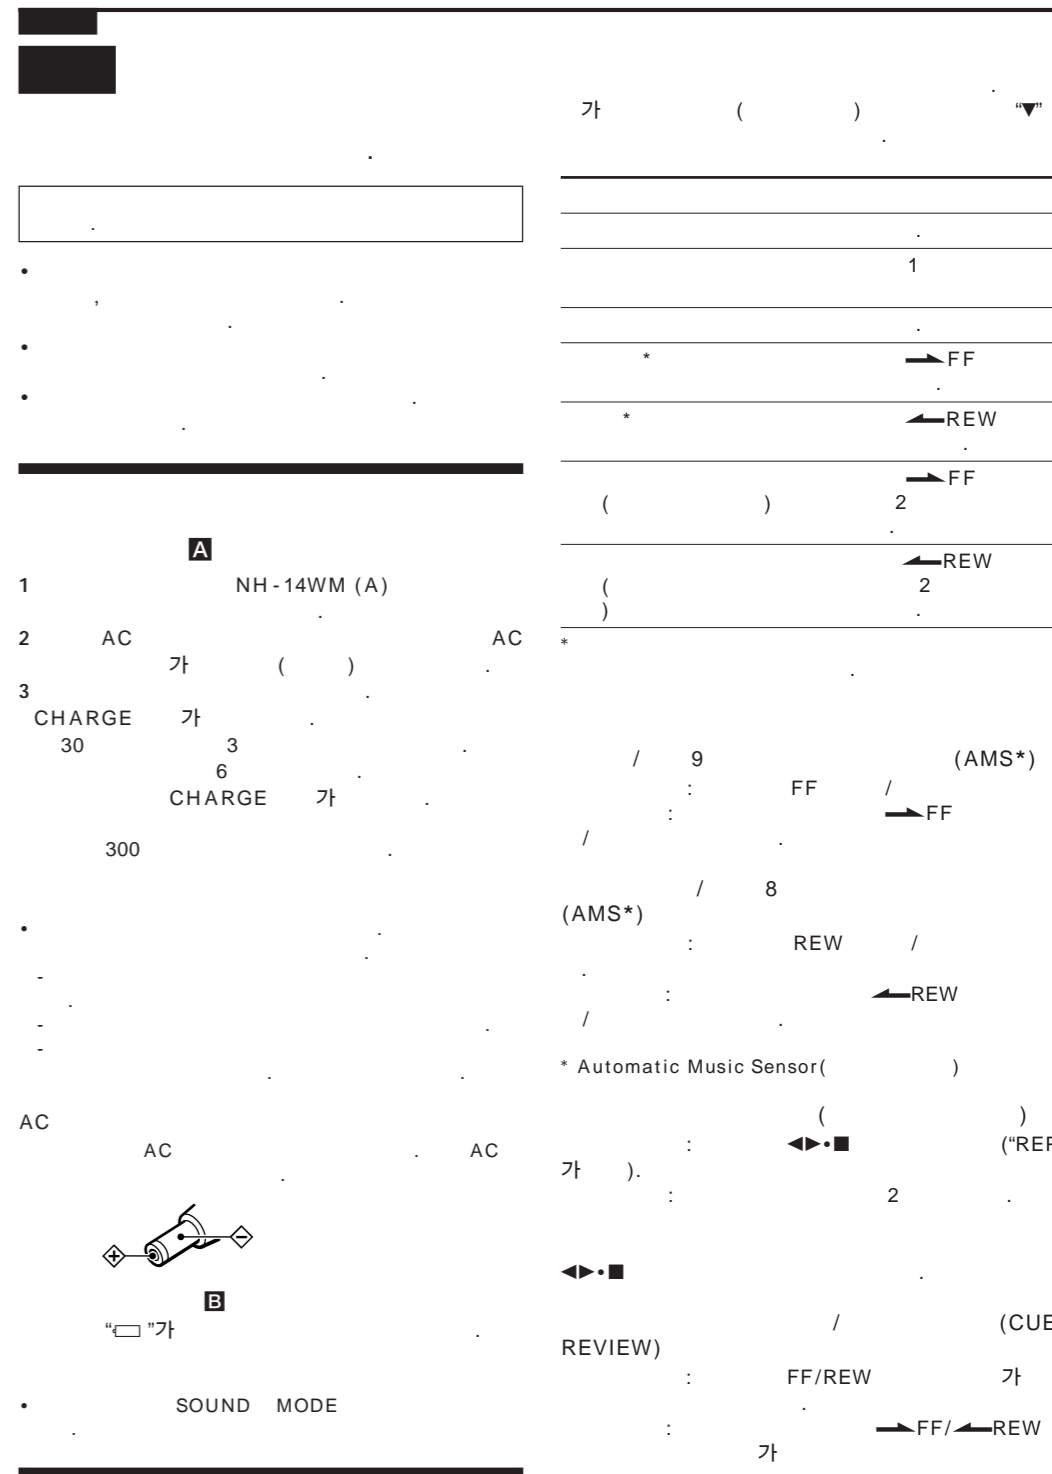 .
A
1 NH-14WM (A)
.
2 AC AC
가 ( ) .
3 .
CHARGE 가 .
30 3 .
6 .
CHARGE 가 .
300 .
• .
.
-
.
- .
-
. .
AC
AC . AC
.
B
“ ”가 .
• SOUND MODE
.
.
가 ( ) “▼”
.
.
1
.
* FF
.
* REW
.
FF
( ) 2
.
REW
( 2
) .
*
.
/ 9 (AMS*)
: FF /
: FF
/ .
/ 8
(AMS*)
: REW /
.
: REW
/ .
* Automatic Music Sensor( )
( )
: ◀▶•■ (“REP
가 ).
: 2 .
◀▶•■ .
/ (CUE
REVIEW)
: FF/REW 가
.
: FF/ REW
가